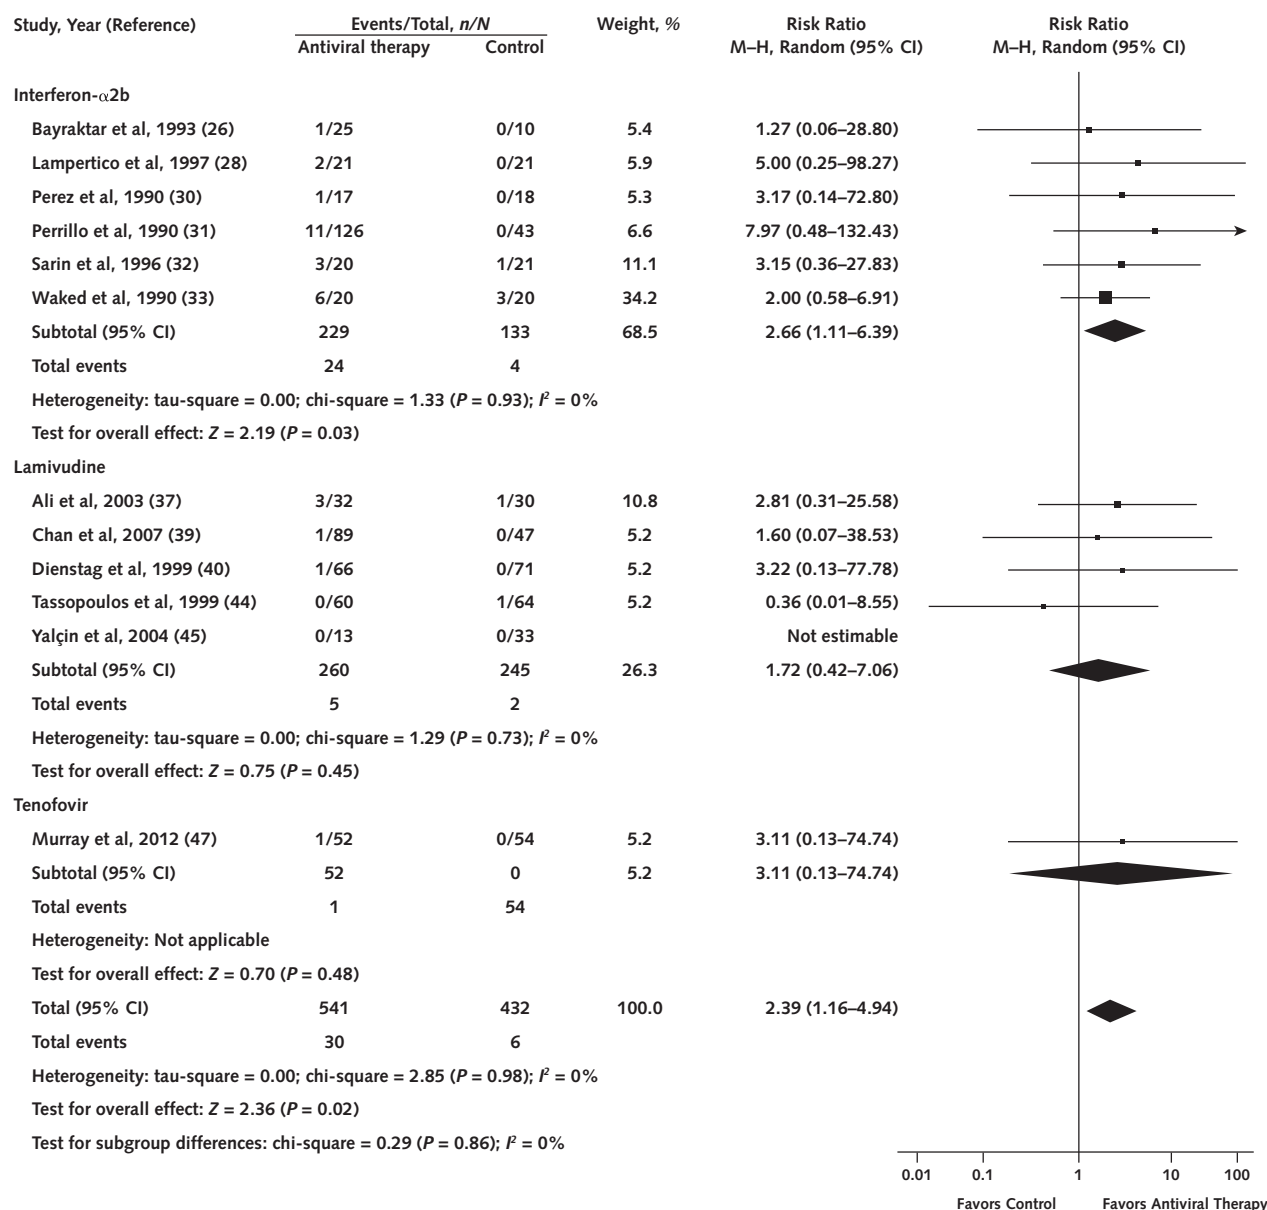 Study, Year (Reference) Events/Total, n/N Weight, % Risk Ratio Risk Ratio
Antiviral therapy Control M–H, Random (95% CI) M–H, Random (95% CI)
Interferon-α2b
Bayraktar et al, 1993 (26) 1/25 0/10 5.4 1.27 (0.06–28.80)
Lampertico et al, 1997 (28) 2/21 0/21 5.9 5.00 (0.25–98.27)
Perez et al, 1990 (30) 1/17 0/18 5.3 3.17 (0.14–72.80)
Perrillo et al, 1990 (31) 11/126 0/43 6.6 7.97 (0.48–132.43)
Sarin et al, 1996 (32) 3/20 1/21 11.1 3.15 (0.36–27.83)
Waked et al, 1990 (33) 6/20 3/20 34.2 2.00 (0.58–6.91)
Subtotal (95% CI) 229 133 68.5 2.66 (1.11–6.39)
Total events 24 4
Heterogeneity: tau-square = 0.00; chi-square = 1.33 (P = 0.93); I² = 0%
Test for overall effect: Z = 2.19 (P = 0.03)
Lamivudine
Ali et al, 2003 (37) 3/32 1/30 10.8 2.81 (0.31–25.58)
Chan et al, 2007 (39) 1/89 0/47 5.2 1.60 (0.07–38.53)
Dienstag et al, 1999 (40) 1/66 0/71 5.2 3.22 (0.13–77.78)
Tassopoulos et al, 1999 (44) 0/60 1/64 5.2 0.36 (0.01–8.55)
Yalçin et al, 2004 (45) 0/13 0/33 Not estimable
Subtotal (95% CI) 260 245 26.3 1.72 (0.42–7.06)
Total events 5 2
Heterogeneity: tau-square = 0.00; chi-square = 1.29 (P = 0.73); I² = 0%
Test for overall effect: Z = 0.75 (P = 0.45)
Tenofovir
Murray et al, 2012 (47) 1/52 0/54 5.2 3.11 (0.13–74.74)
Subtotal (95% CI) 52 0 5.2 3.11 (0.13–74.74)
Total events 1 54
Heterogeneity: Not applicable
Test for overall effect: Z = 0.70 (P = 0.48)
Total (95% CI) 541 432 100.0 2.39 (1.16–4.94)
Total events 30 6
Heterogeneity: tau-square = 0.00; chi-square = 2.85 (P = 0.98); I² = 0%
Test for overall effect: Z = 2.36 (P = 0.02)
Test for subgroup differences: chi-square = 0.29 (P = 0.86); I² = 0%
0.01 0.1 1 10 100
Favors Control Favors Antiviral Therapy